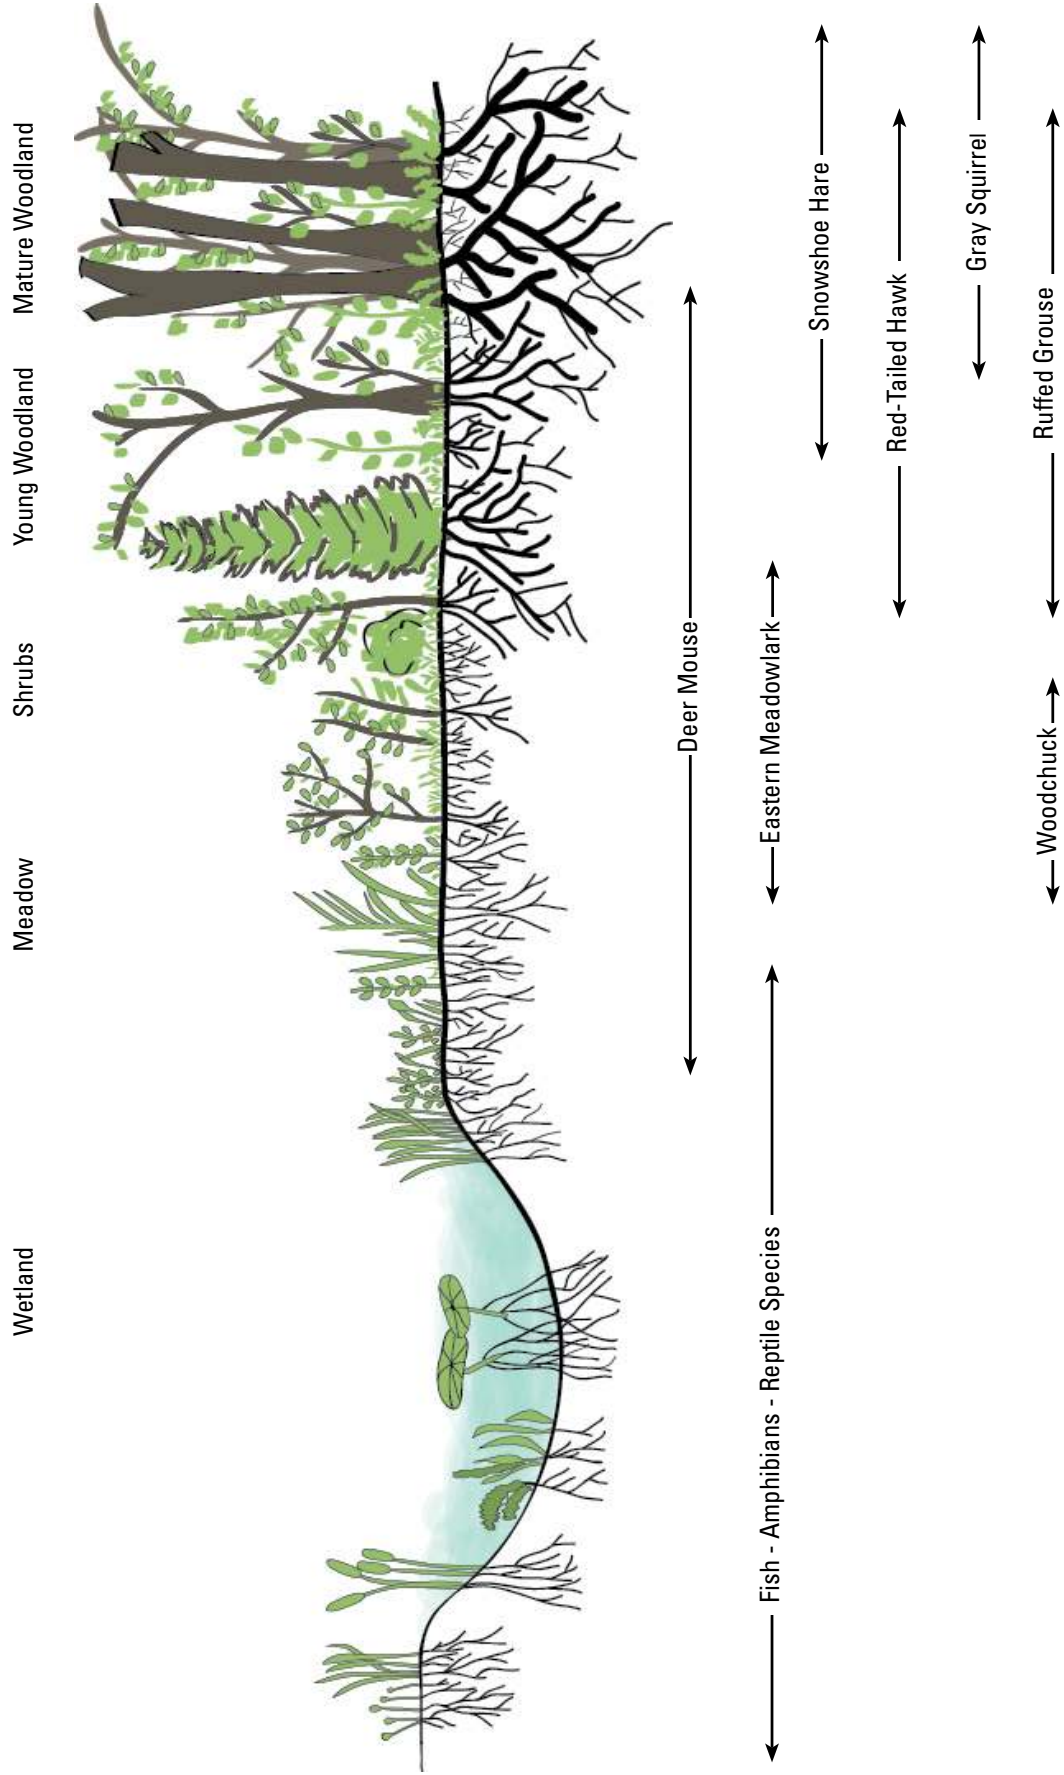 Wetland
Meadow
Shrubs
Young Woodland
Mature Woodland
Deer Mouse
Fish - Amphibians - Reptile Species
Eastern Meadowlark
Snowshoe Hare
Red-Tailed Hawk
Gray Squirrel
Woodchuck
Ruffed Grouse